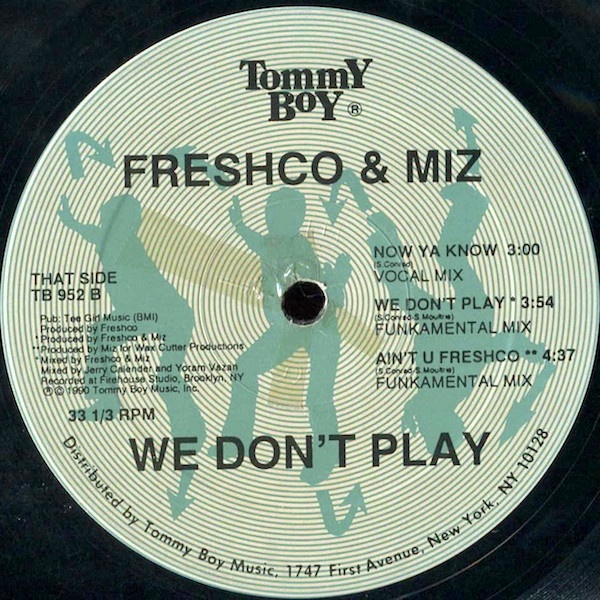 Tommy
Boy ®
FRESHCO & MIZ
THAT SIDE
TB 952 B
Pub: Tee Girl Music (BMI)
Produced by Freshco
*Produced by Freshco & Miz
*Produced by Miz for Wax Cutter Productions
*Mixed by Freshco & Miz
Mixed by Jerry Calender and Yoram Vazan
Recorded at Firehouse Studio, Brooklyn, NY
℗ © 1990 Tommy Boy Music, Inc.
33 1/3 RPM
NOW YA KNOW 3:00
(S.Conrad)
VOCAL MIX
WE DON'T PLAY * 3:54
(S.Conrad-S.Moultrie)
FUNKAMENTAL MIX
AIN'T U FRESHCO ** 4:37
(S.Conrad-S.Moultrie)
FUNKAMENTAL MIX
WE DON'T PLAY
Distributed by Tommy Boy Music, 1747 First Avenue, New York, NY 10128